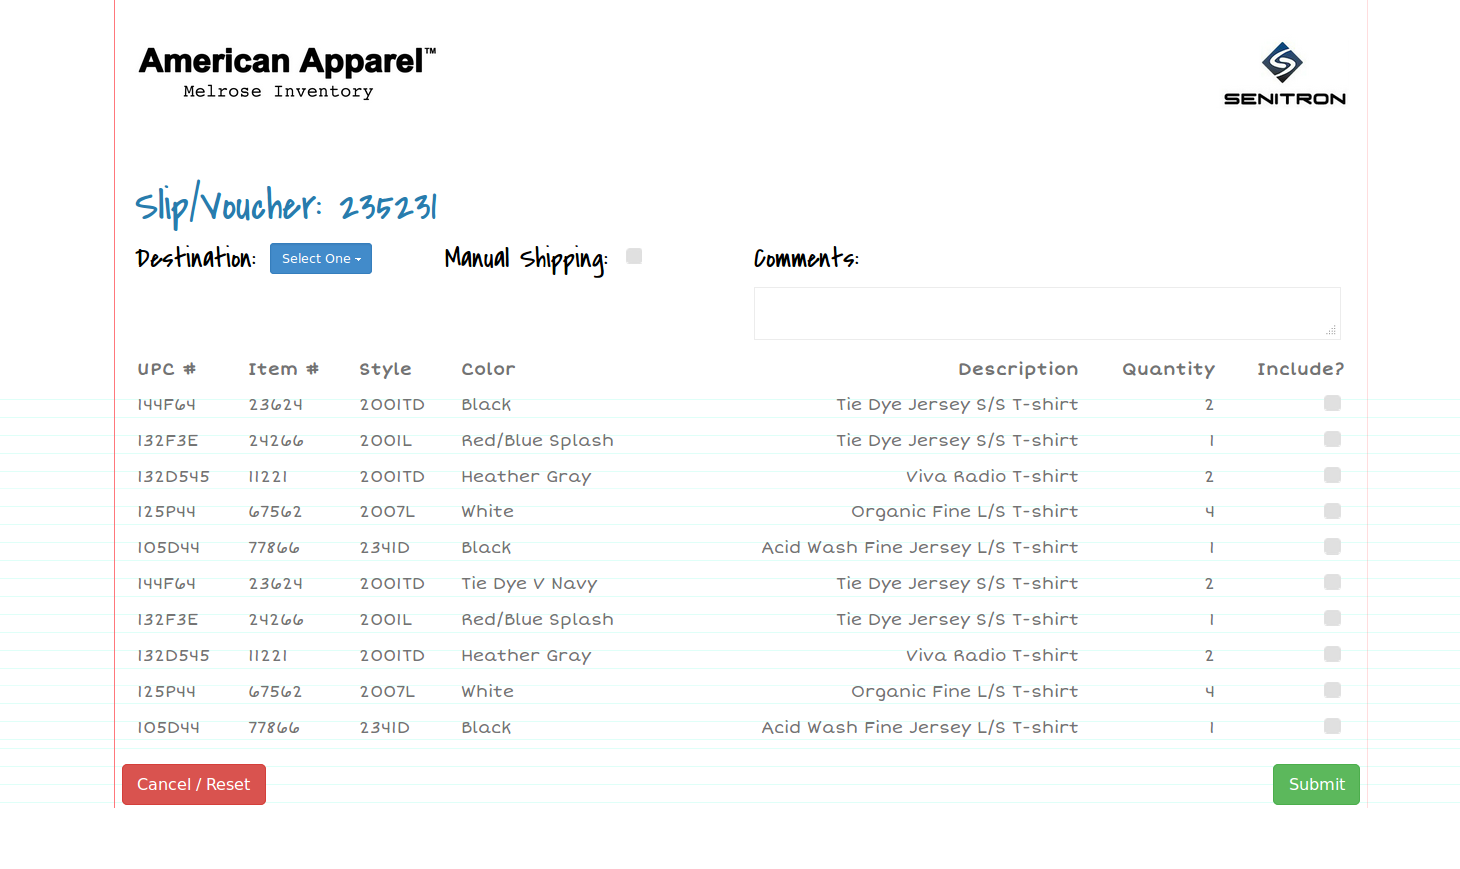 American Apparel™
Melrose Inventory
SENITRON
Slip/Voucher: 235231
Destination: Select One Manual Shipping: Comments:
UPC # Item # Style Color Description Quantity Include?
144F64 23624 2001TD Black Tie Dye Jersey S/S T-shirt 2
132F3E 24266 2001L Red/Blue Splash Tie Dye Jersey S/S T-shirt 1
132D545 11221 2001TD Heather Gray Viva Radio T-shirt 2
125P44 67562 2007L White Organic Fine L/S T-shirt 4
105D44 77866 2341D Black Acid Wash Fine Jersey L/S T-shirt 1
144F64 23624 2001TD Tie Dye V Navy Tie Dye Jersey S/S T-shirt 2
132F3E 24266 2001L Red/Blue Splash Tie Dye Jersey S/S T-shirt 1
132D545 11221 2001TD Heather Gray Viva Radio T-shirt 2
125P44 67562 2007L White Organic Fine L/S T-shirt 4
105D44 77866 2341D Black Acid Wash Fine Jersey L/S T-shirt 1
Cancel / Reset Submit